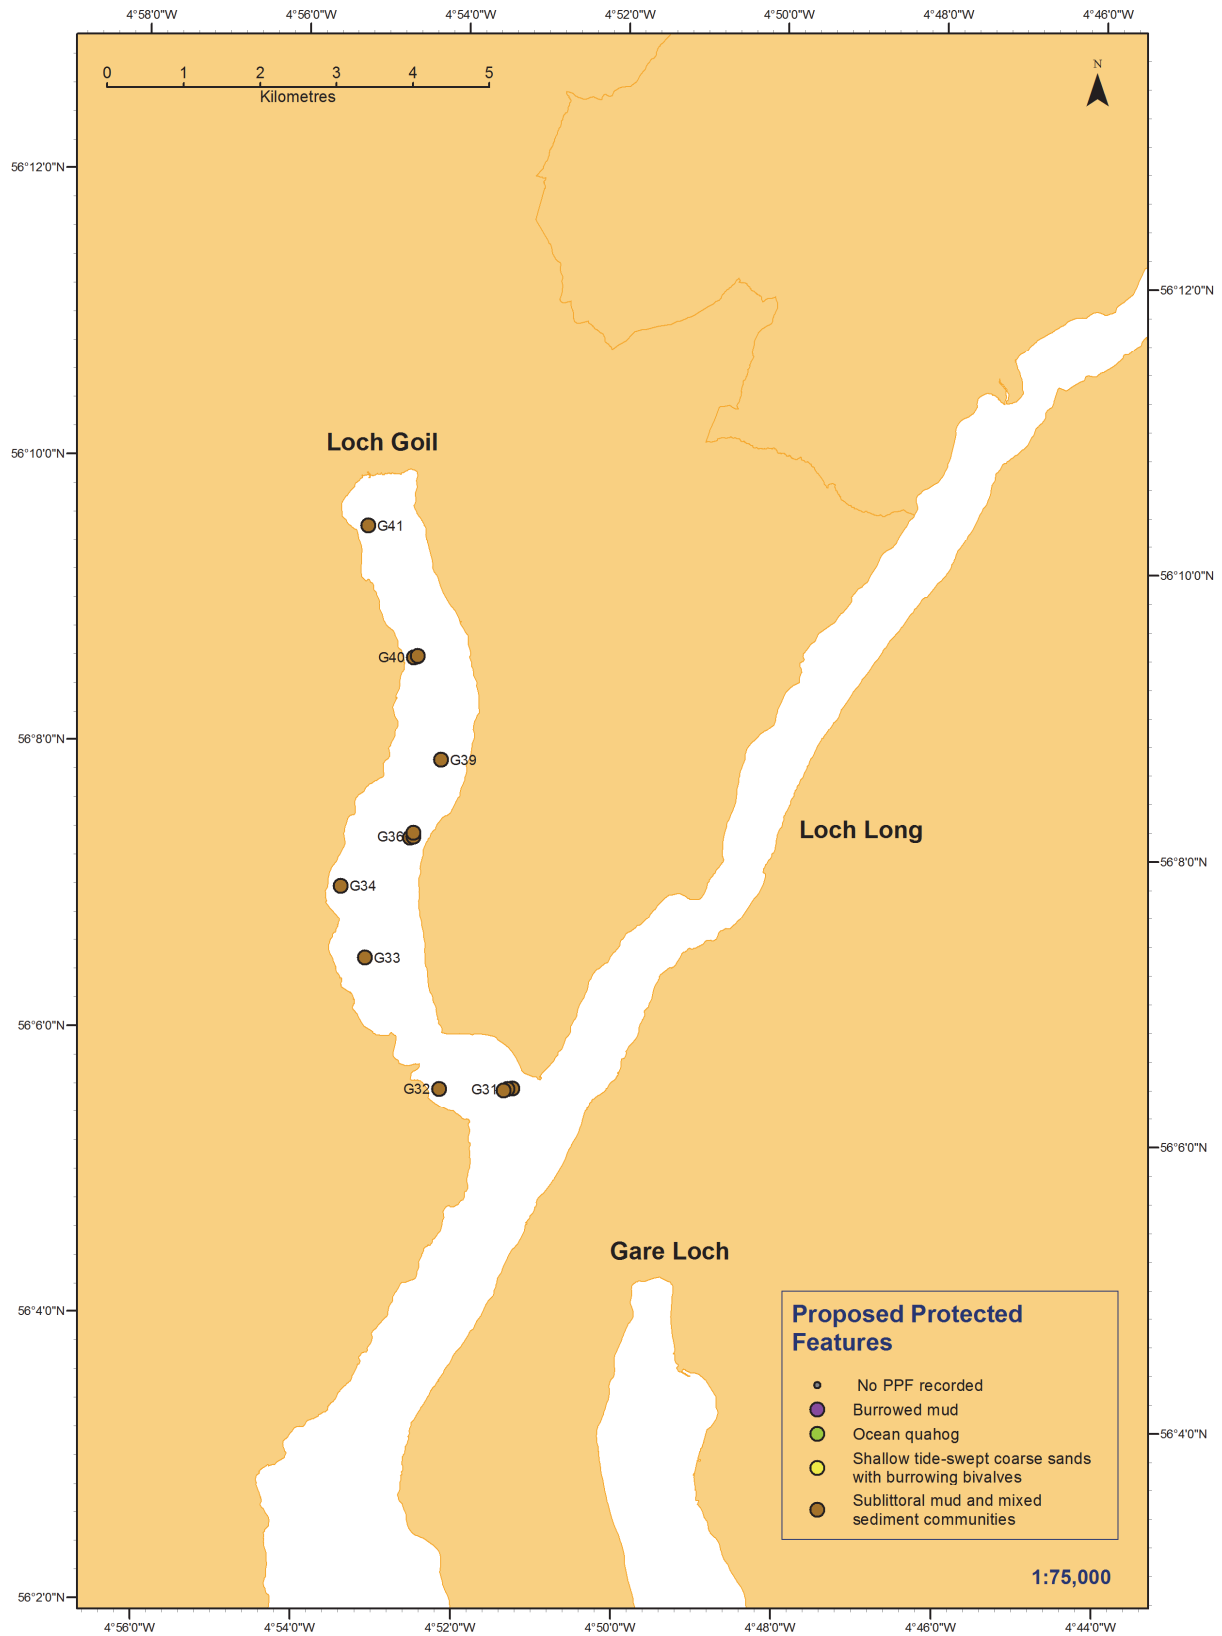 4°58'0"W 4°56'0"W 4°54'0"W 4°52'0"W 4°50'0"W 4°48'0"W 4°46'0"W
0 1 2 3 4 5
Kilometres
N
56°12'0"N
56°12'0"N
Loch Goil
56°10'0"N
G41
56°10'0"N
G40
56°8'0"N
G39
Loch Long
G36
56°8'0"N
G34
G33
56°6'0"N
G32
G31
56°6'0"N
Gare Loch
56°4'0"N
Proposed Protected
Features
No PPF recorded
Burrowed mud
Ocean quahog
56°4'0"N
Shallow tide-swept coarse sands
with burrowing bivalves
Sublittoral mud and mixed
sediment communities
1:75,000
56°2'0"N
4°56'0"W 4°54'0"W 4°52'0"W 4°50'0"W 4°48'0"W 4°46'0"W 4°44'0"W